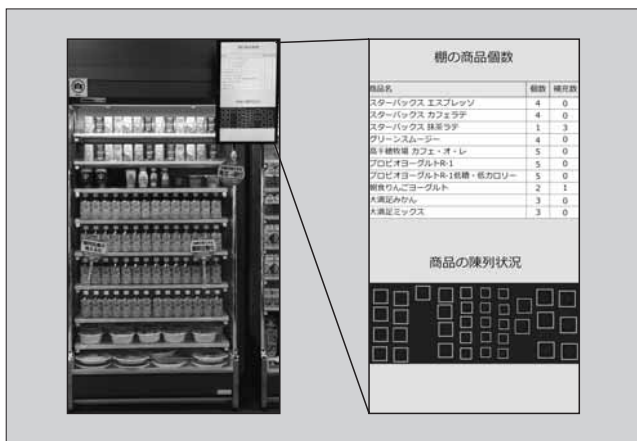 棚の商品個数
商品名 個数 補充数
スターバックス エスプレッソ 4 0
スターバックス カフェラテ 4 0
スターバックス 抹茶ラテ 1 3
グリーンスムージー 4 0
高千穂牧場 カフェ・オ・レ 5 0
プロビオヨーグルトR-1 5 0
プロビオヨーグルトR-1低糖・低カロリー 5 0
朝食りんごヨーグルト 2 1
大満足みかん 3 0
大満足ミックス 3 0
商品の陳列状況